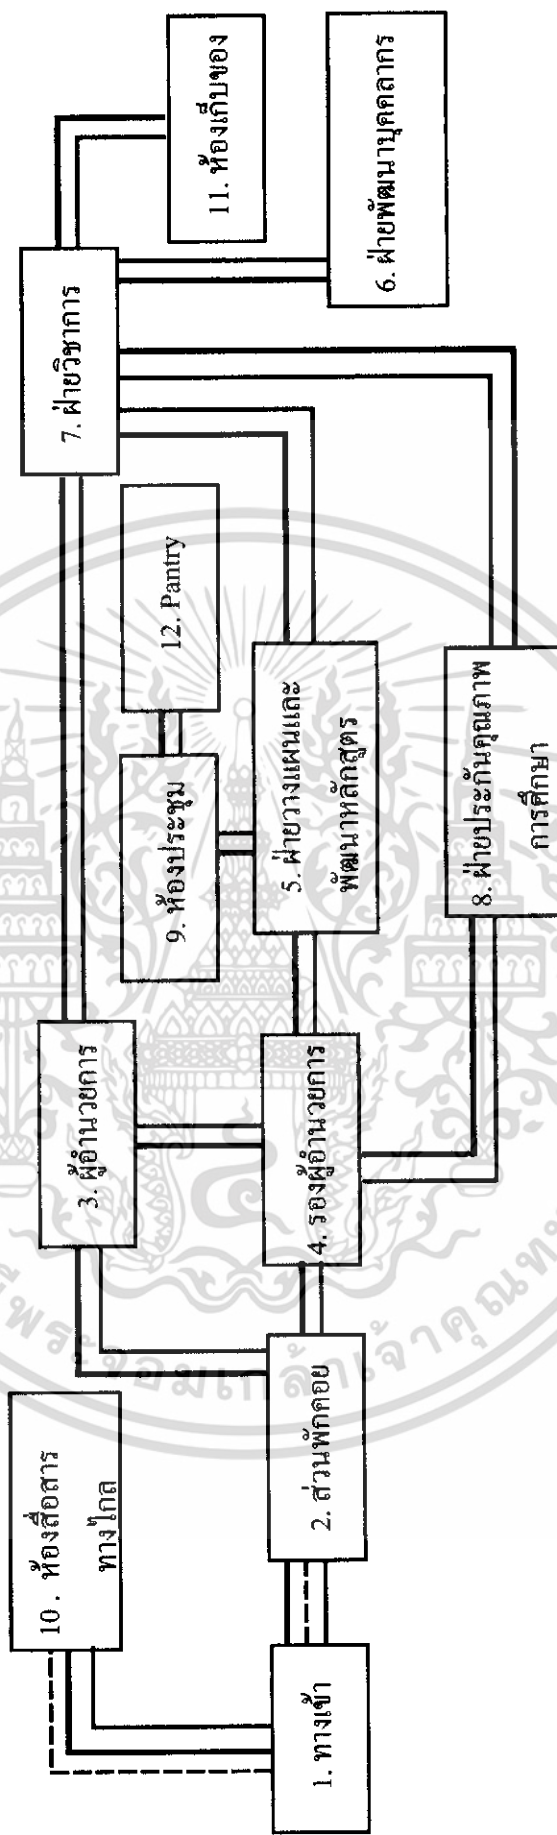 1. ทางเข้า
2. ส่วนพักคอย
3. ผู้อำนวยการ
4. รองผู้อำนวยการ
5. ฝ่ายวางแผนและ
พัฒนาหลักสูตร
6. ฝ่ายพัฒนาบุคคลากร
7. ฝ่ายวิชาการ
8. ฝ่ายประกันคุณภาพ
การศึกษา
9. ห้องประชุม
10. ห้องสื่อสาร
ทางไกล
11. ห้องเก็บของ
12. Pantry